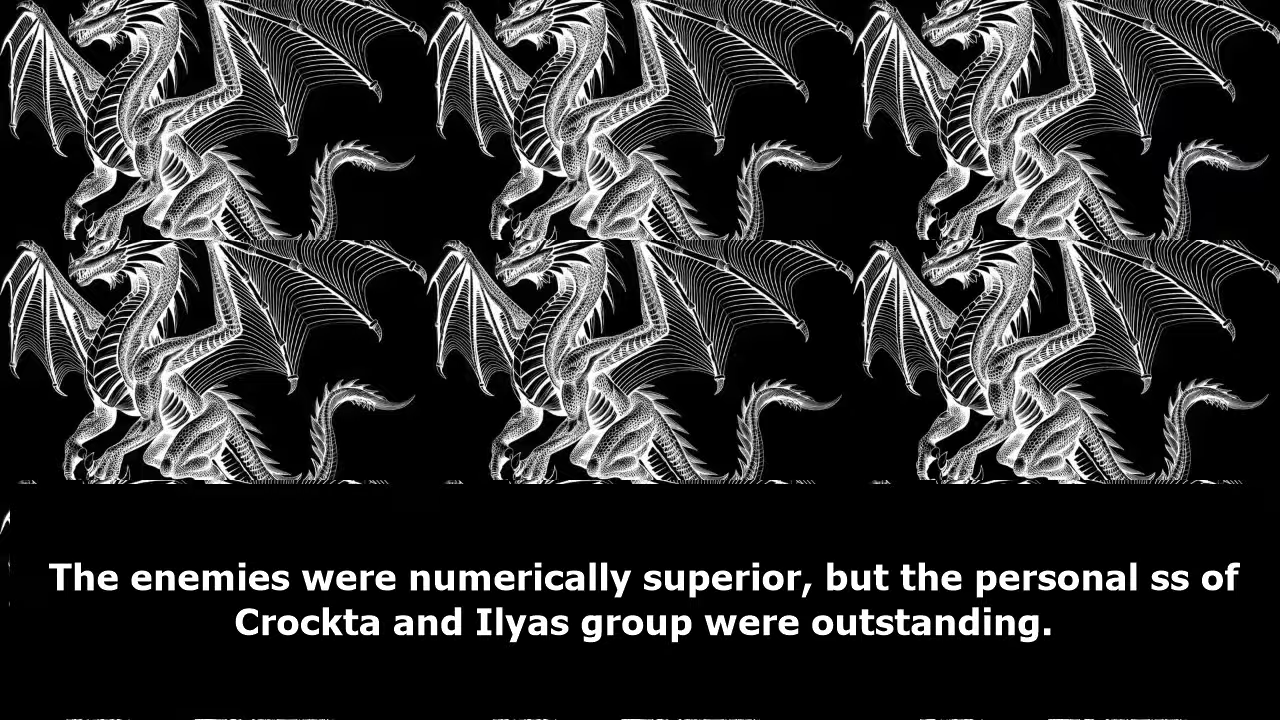 The enemies were numerically superior, but the personal ss of
Crockta and Ilyas group were outstanding.